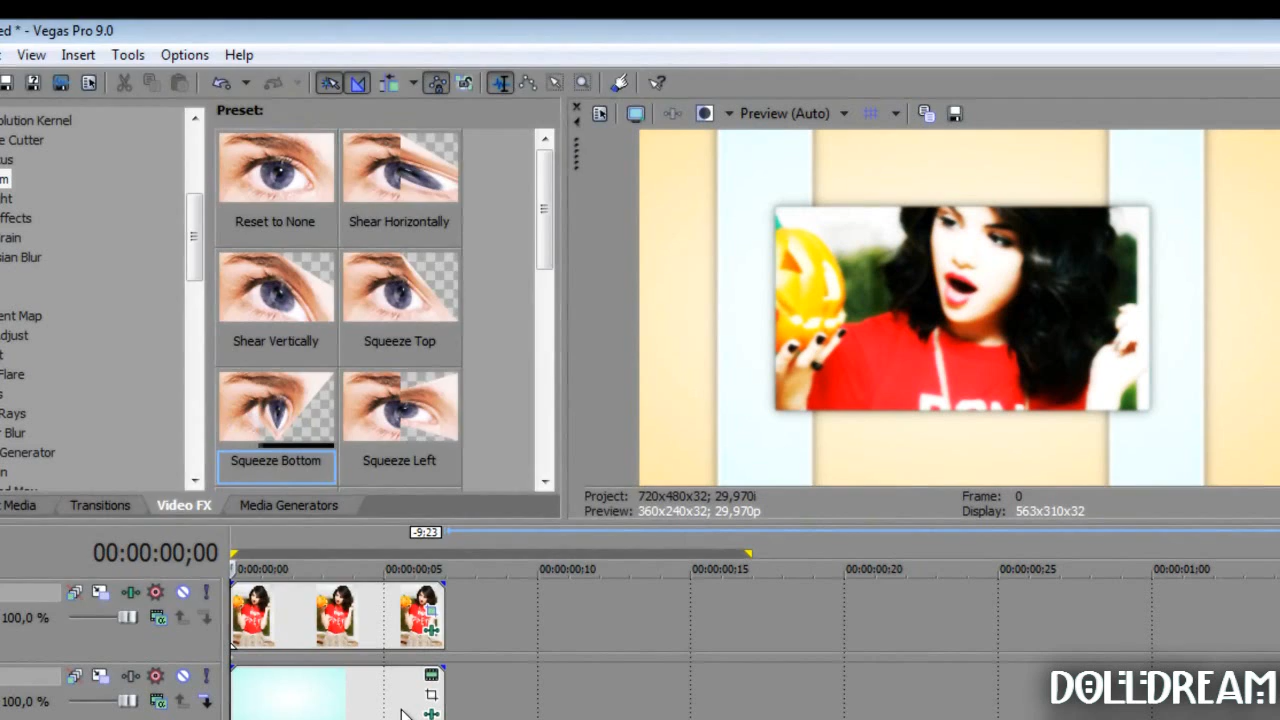 ed * - Vegas Pro 9.0
View Insert Tools Options Help
olution Kernel
e Cutter
cus
m
ht
ffects
rain
sian Blur
ent Map
djust
t
Flare
s
Rays
r Blur
Generator
n
Preset:
Reset to None
Shear Horizontally
Shear Vertically
Squeeze Top
Squeeze Bottom
Squeeze Left
Preview (Auto)
Project: 720x480x32; 29,970i
Frame: 0
Preview: 360x240x32; 29,970p
Display: 563x310x32
t Media Transitions Video FX Media Generators
-9;23
00:00:00;00
0:00:00;00 00:00:00;05 00:00:00;10 00:00:00;15 00:00:00;20 00:00:00;25 00:00:01;00
100,0 %
100,0 %
DOLLDREAM